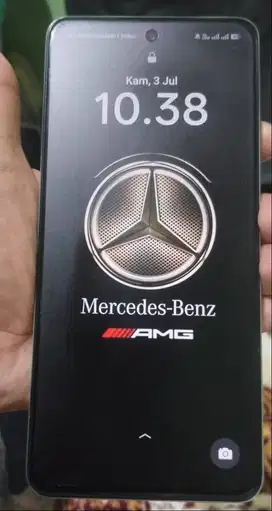 Kam, 3 Jul
10.38
Mercedes-Benz
AMG